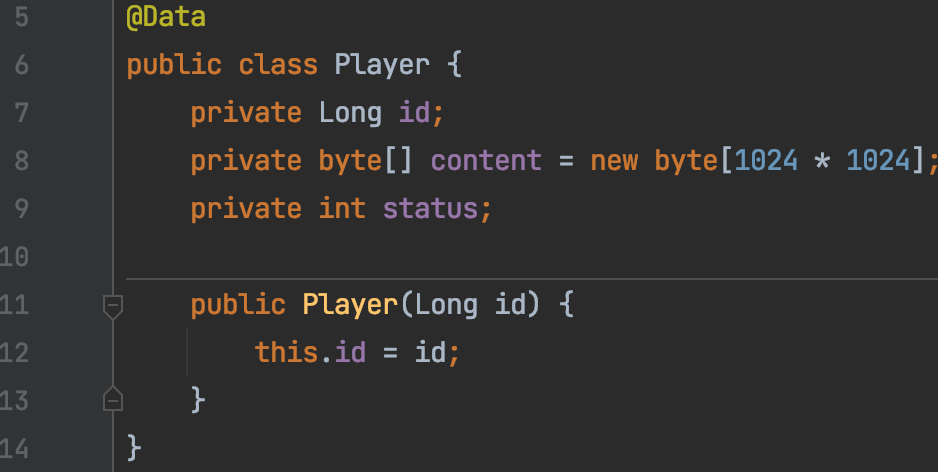 5 @Data
6 public class Player {
7     private Long id;
8     private byte[] content = new byte[1024 * 1024];
9     private int status;
10
11     public Player(Long id) {
12         this.id = id;
13     }
14 }